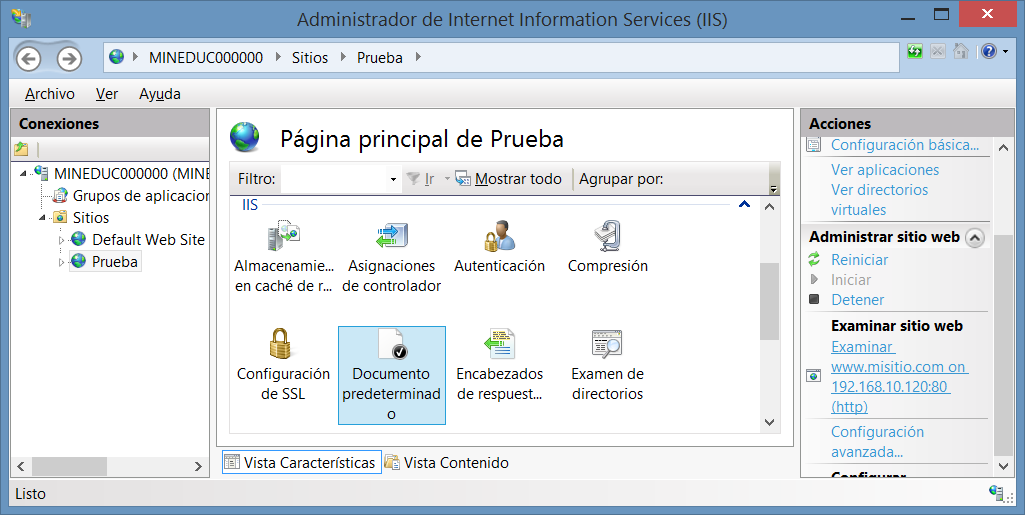 Administrador de Internet Information Services (IIS)
MINEDUC000000 Sitios Prueba
Archivo Ver Ayuda
Conexiones
MINEDUC000000 (MINE
Grupos de aplicacion
Sitios
Default Web Site
Prueba
Página principal de Prueba
Filtro: Ir Mostrar todo Agrupar por:
IIS
Almacenamie...
en caché de r...
Asignaciones
de controlador
Autenticación
Compresión
Configuración
de SSL
Documento
predeterminad
o
Encabezados
de respuest...
Examen de
directorios
Vista Características Vista Contenido
Acciones
Configuración básica...
Ver aplicaciones
Ver directorios
virtuales
Administrar sitio web
Reiniciar
Iniciar
Detener
Examinar sitio web
Examinar
www.misitio.com on
192.168.10.120:80
(http)
Configuración
avanzada...
Configurar
Listo